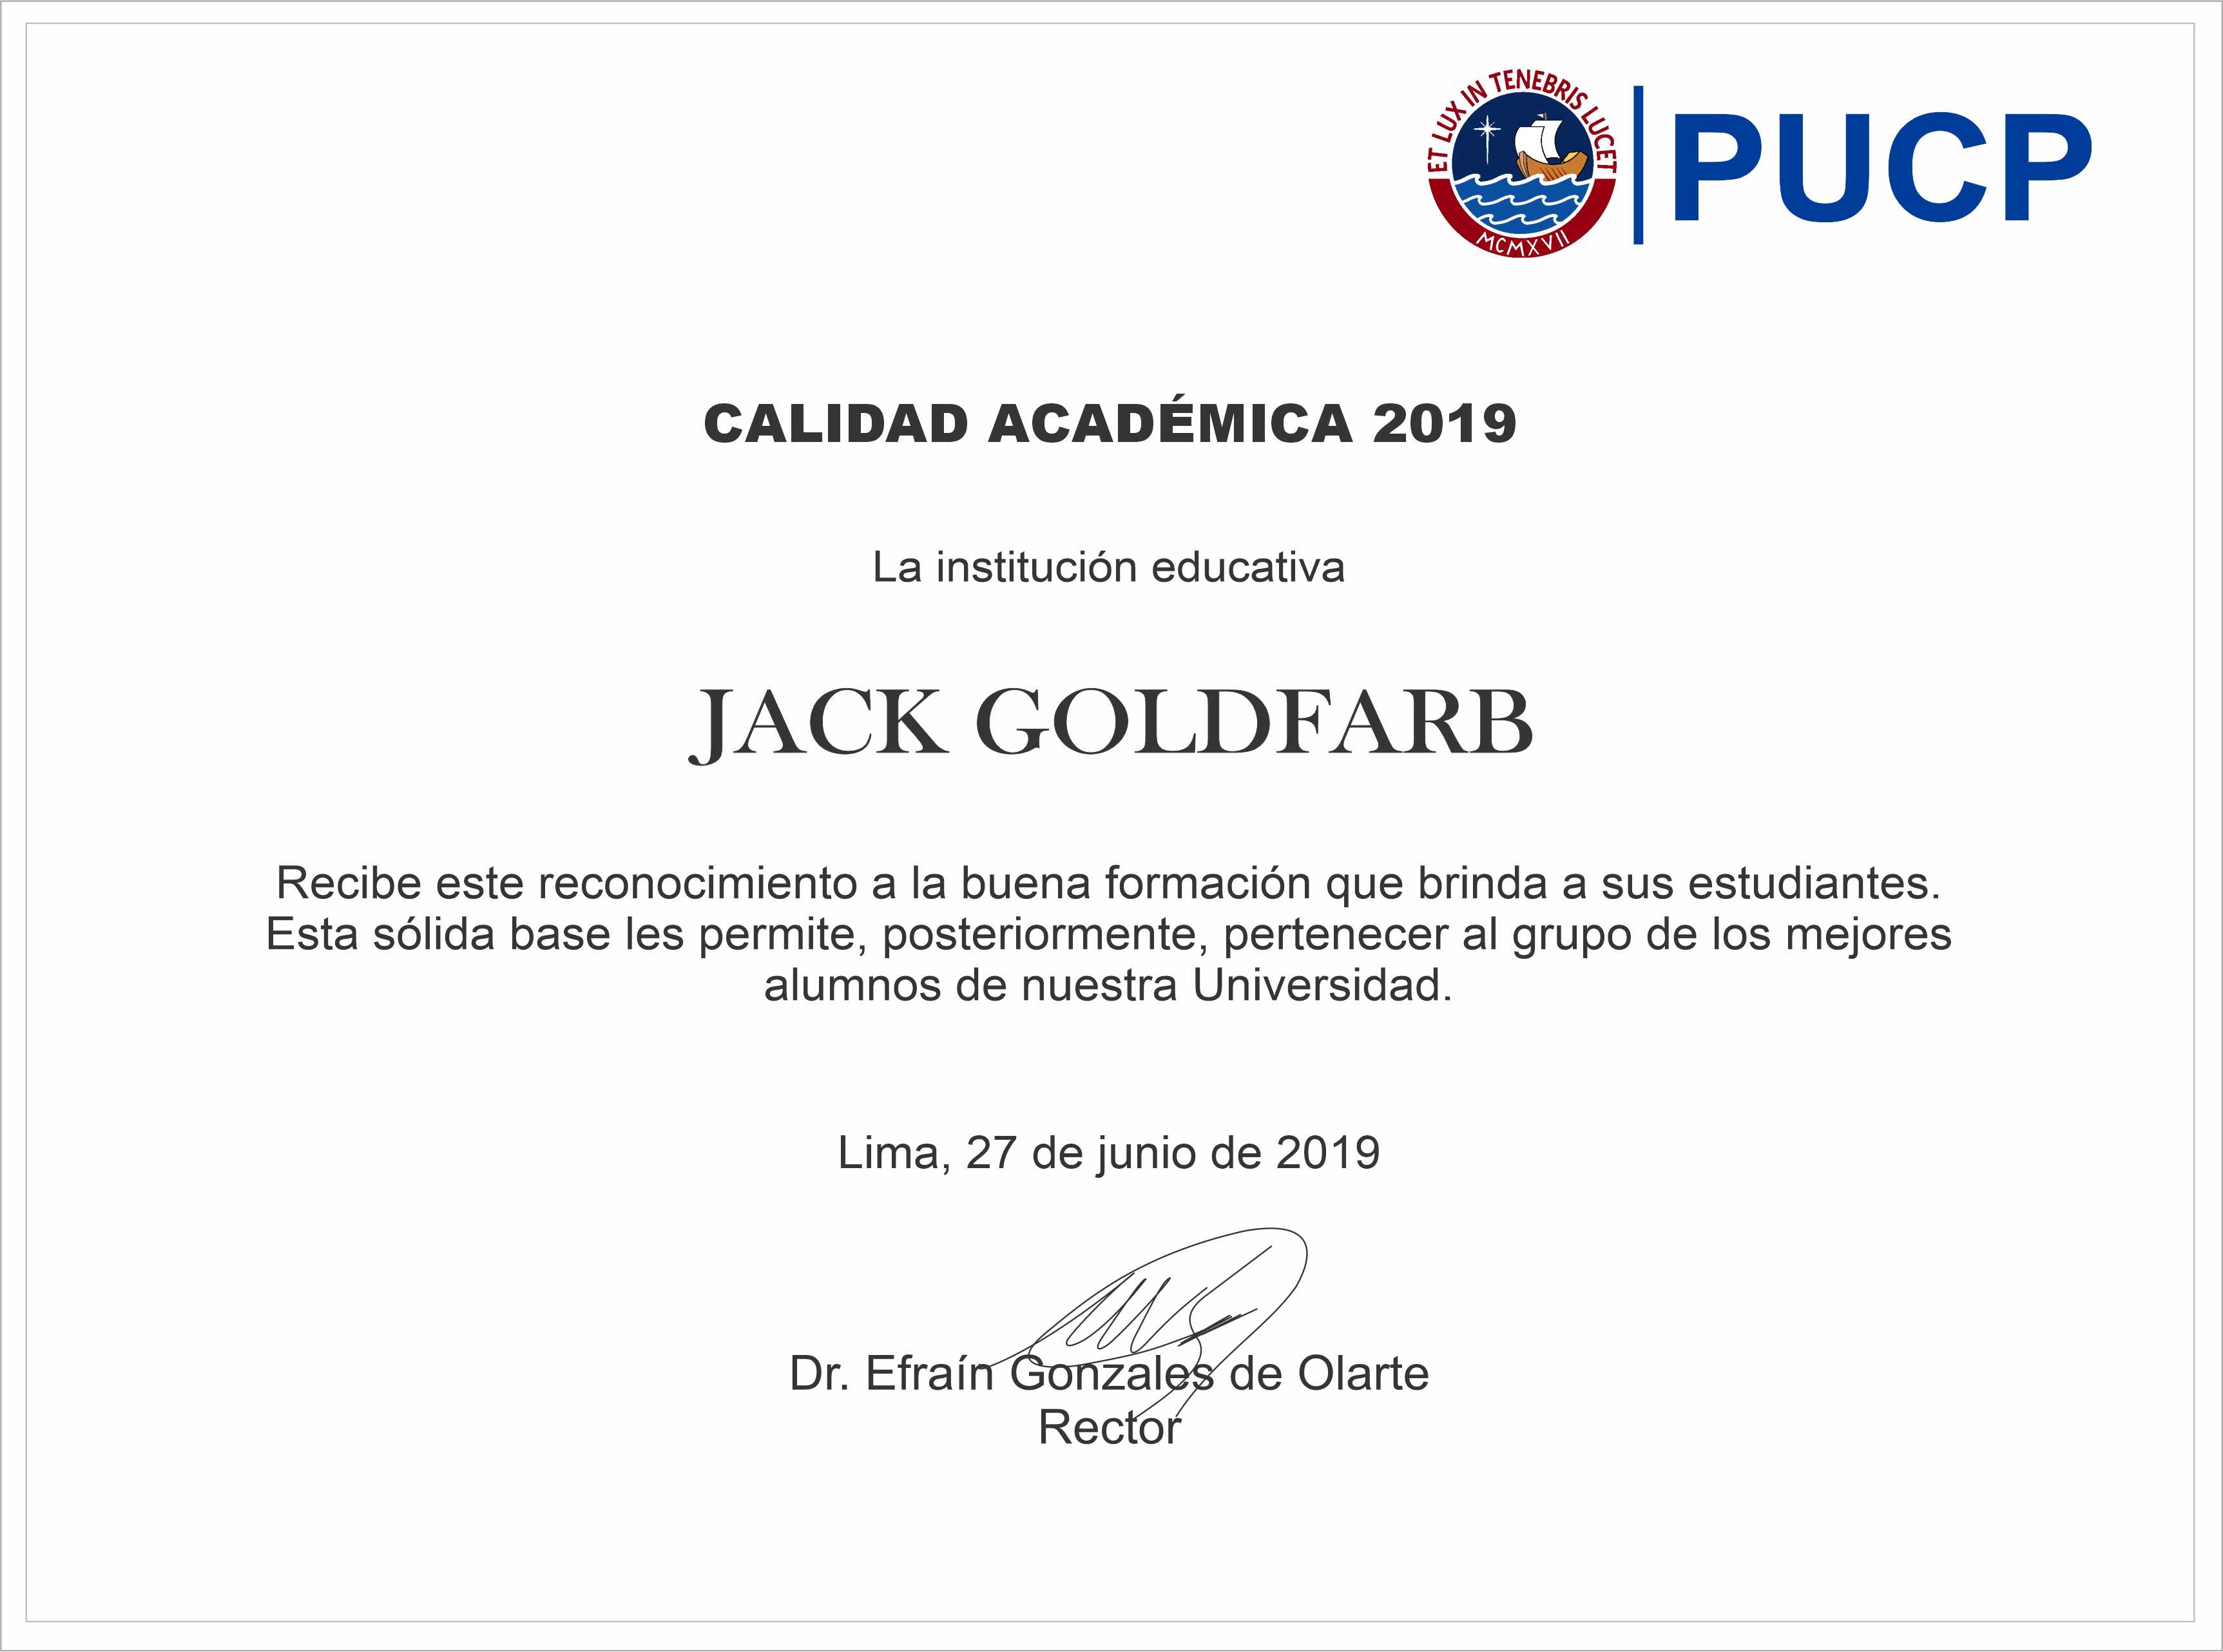 ET LUX IN TENEBRIS LUCET
MCMXVII
PUCP
CALIDAD ACADÉMICA 2019
La institución educativa
JACK GOLDFARB
Recibe este reconocimiento a la buena formación que brinda a sus estudiantes.
Esta sólida base les permite, posteriormente, pertenecer al grupo de los mejores
alumnos de nuestra Universidad.
Lima, 27 de junio de 2019
Dr. Efraín Gonzales de Olarte
Rector